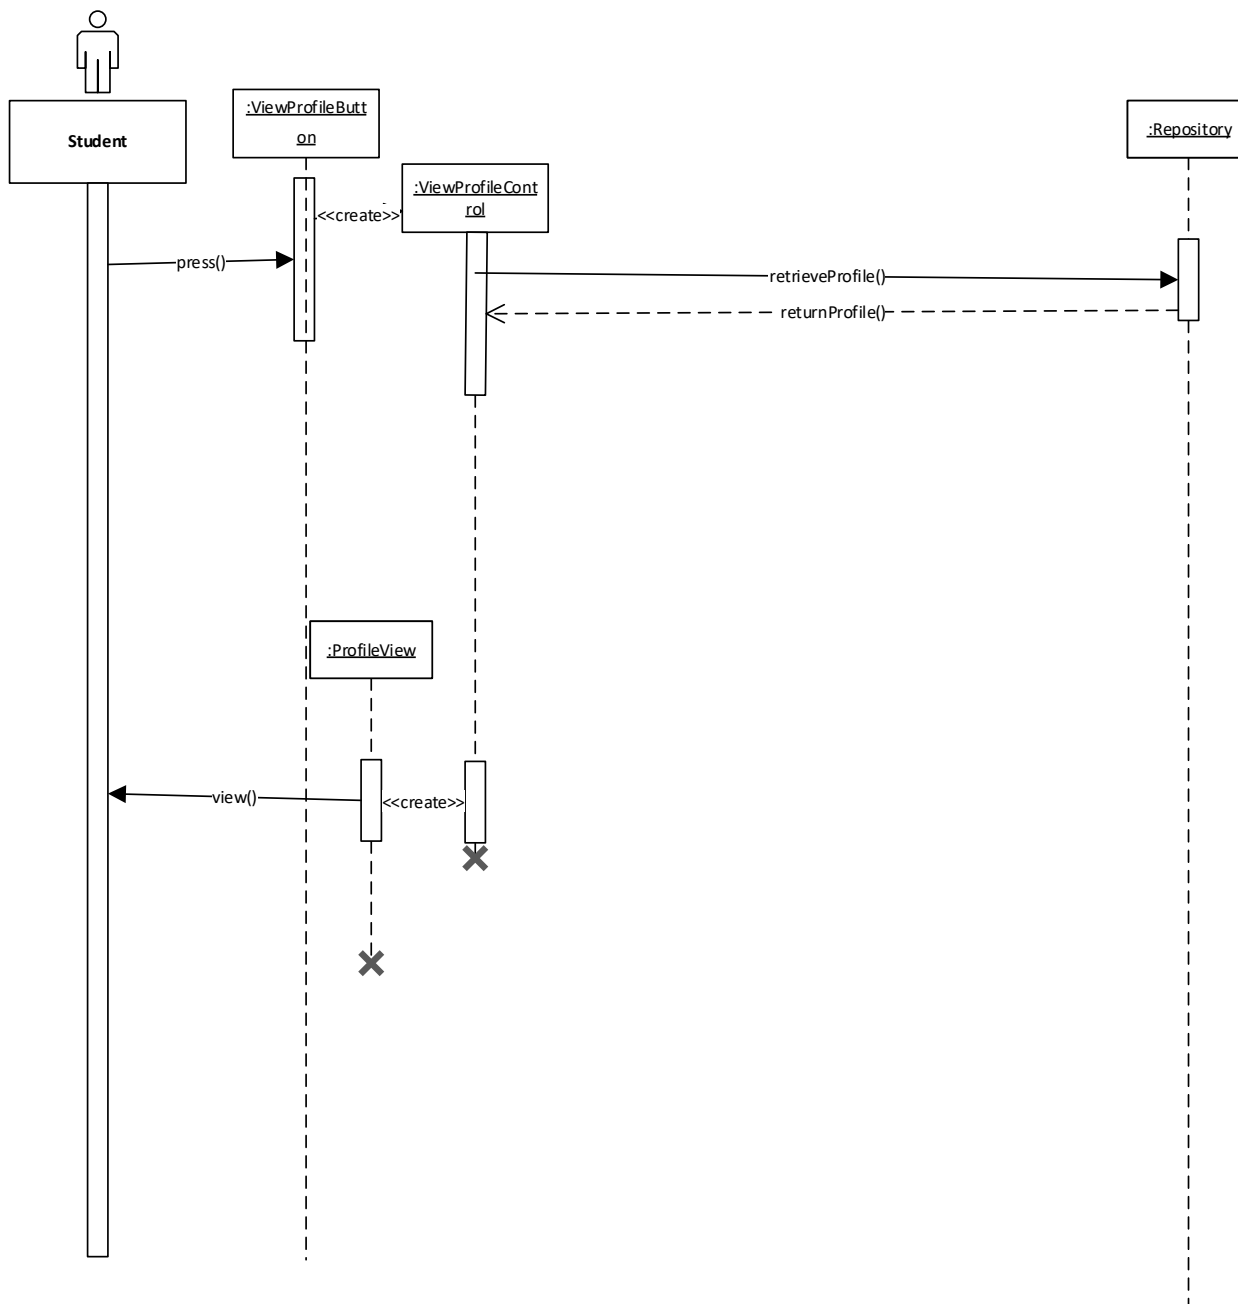 Student
:ViewProfileButt
on
:Repository
:ViewProfileCont
rol
<<create>>
press()
retrieveProfile()
returnProfile()
:ProfileView
view()
<<create>>